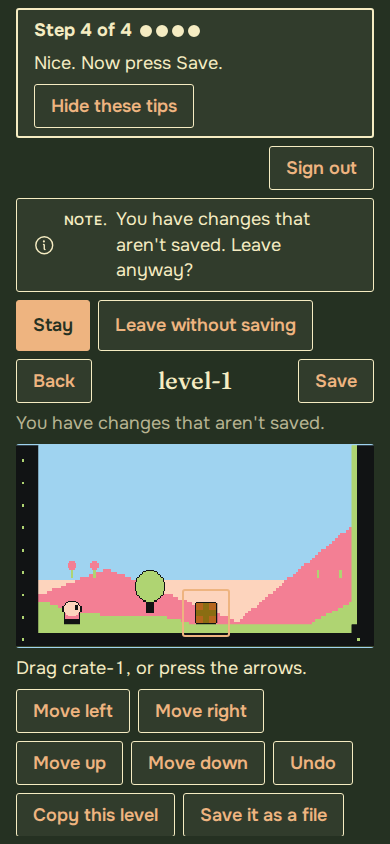 Step 4 of 4
Nice. Now press Save.
Hide these tips
Sign out
NOTE. You have changes that
aren't saved. Leave
anyway?
Stay
Leave without saving
Back
level-1
Save
You have changes that aren't saved.
Drag crate-1, or press the arrows.
Move left
Move right
Move up
Move down
Undo
Copy this level
Save it as a file